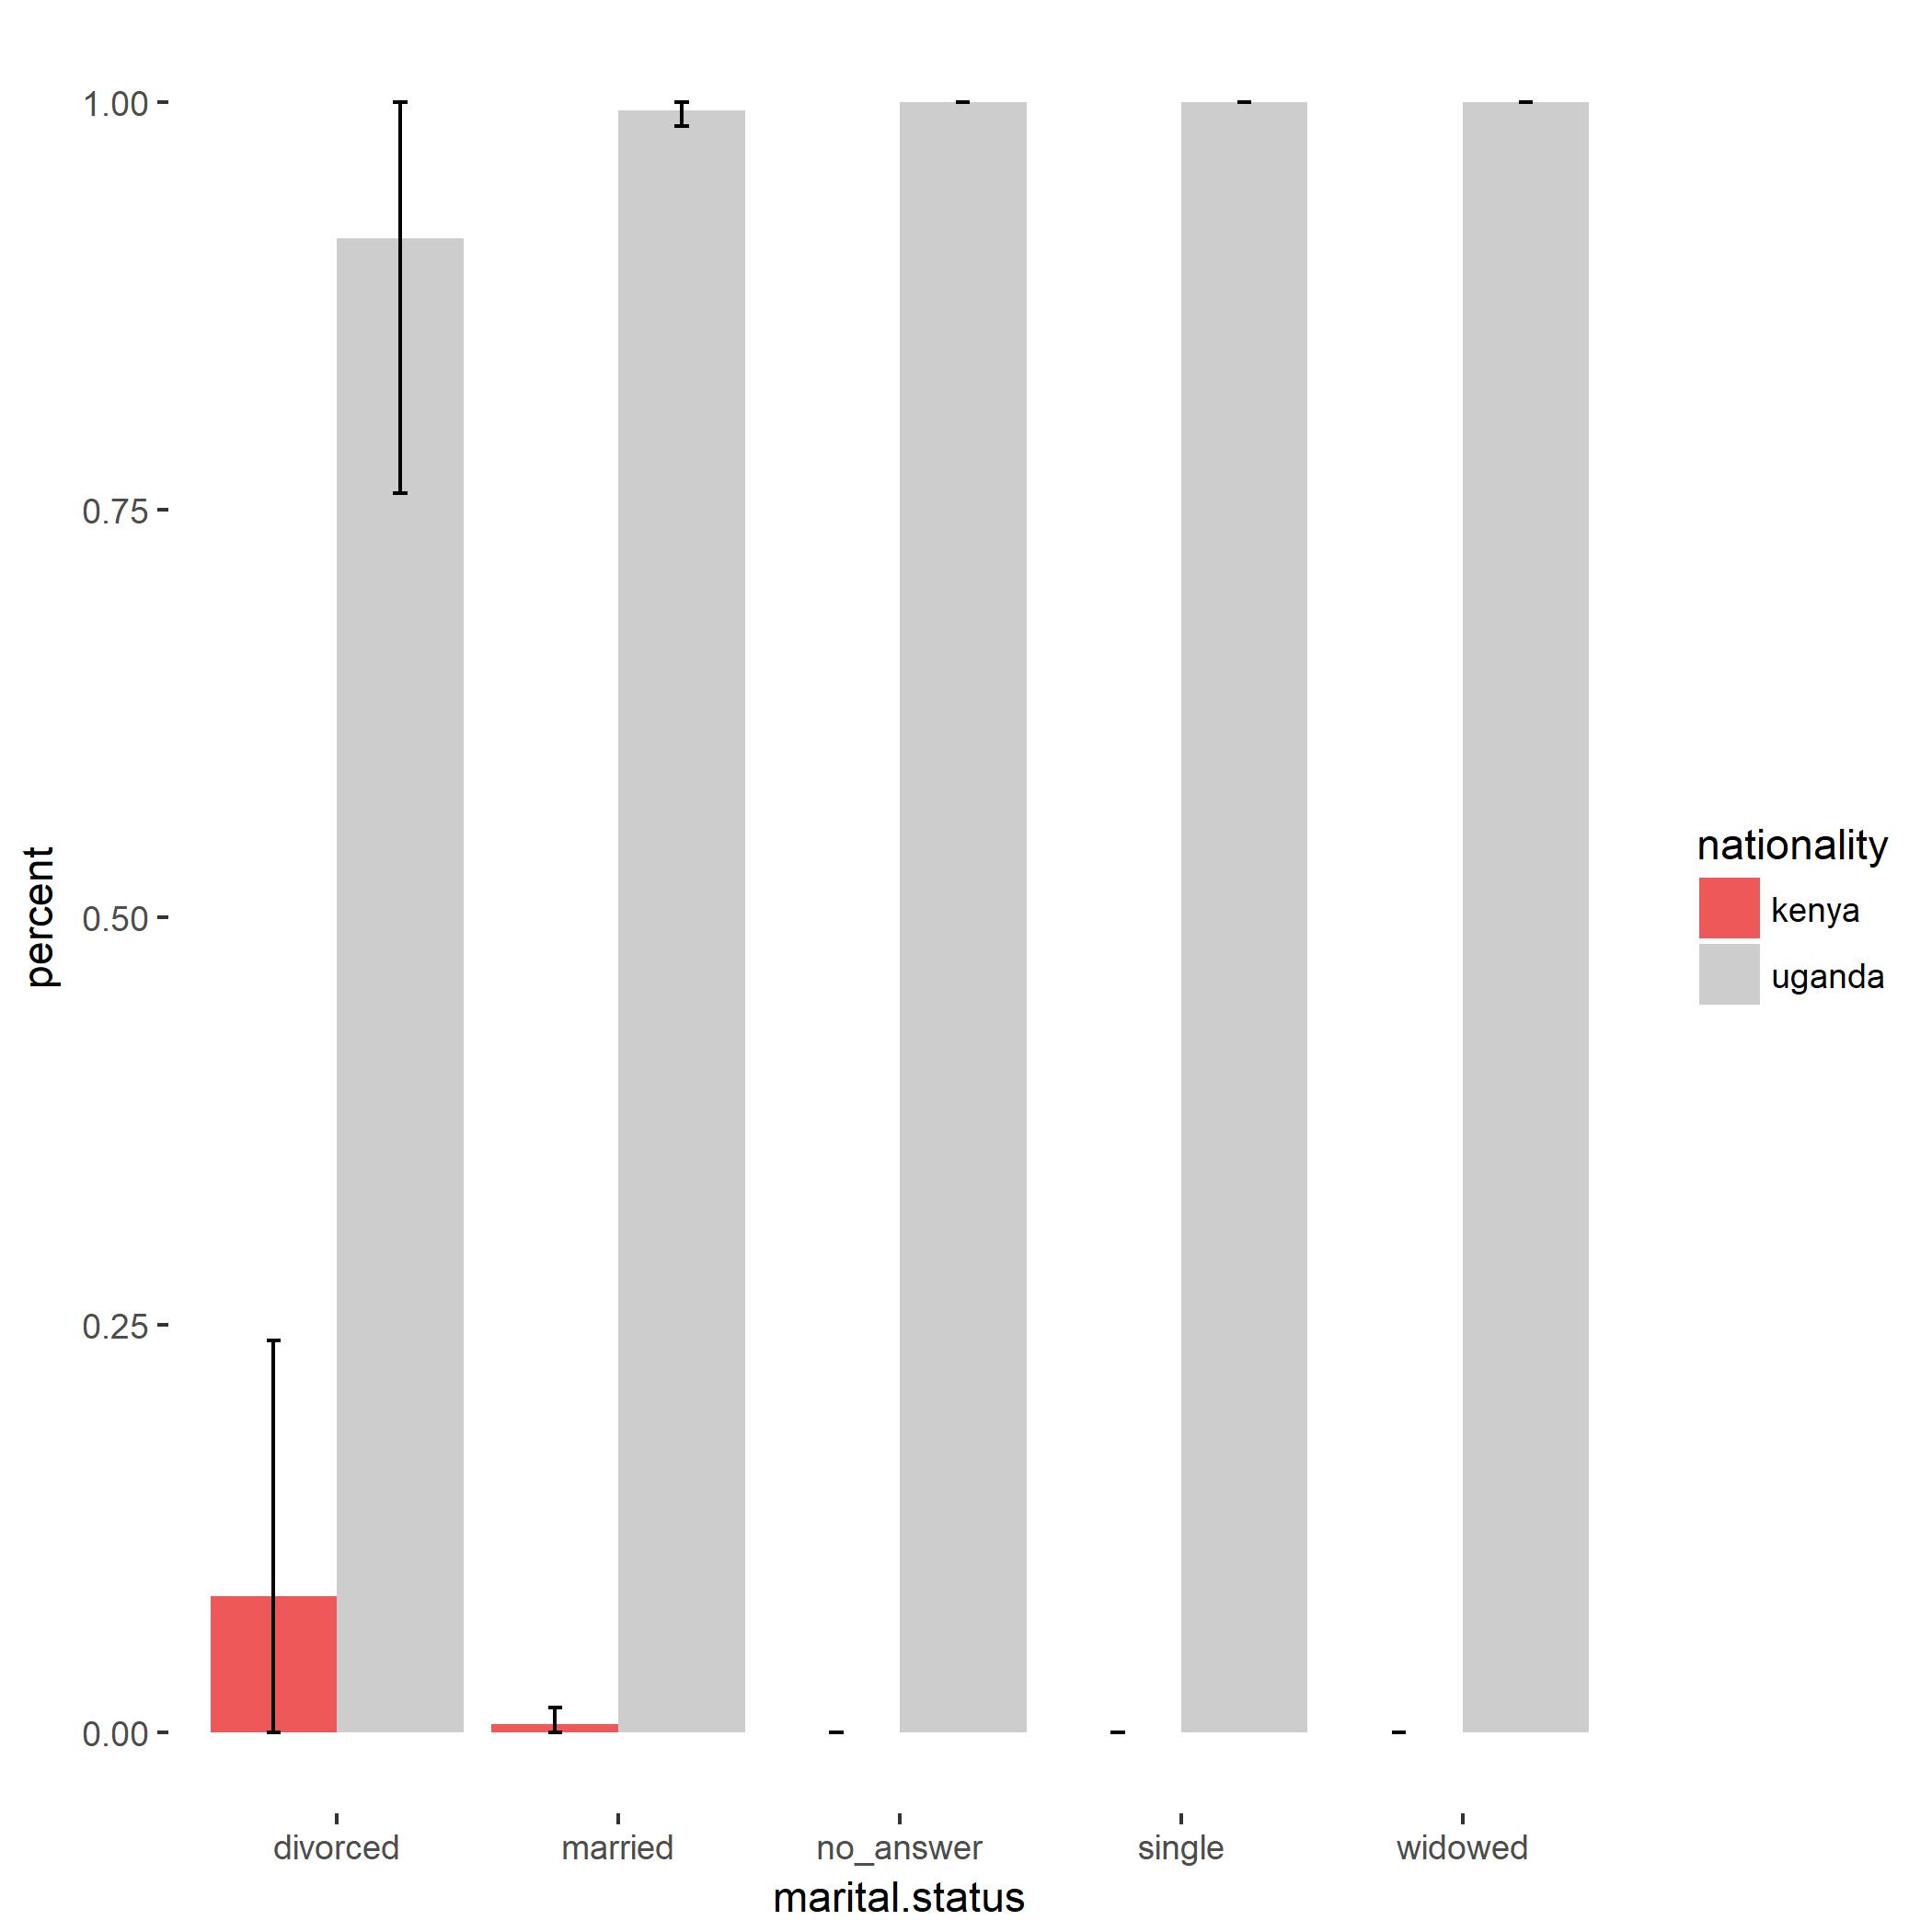 1.00
0.75
0.50
0.25
0.00
percent
divorced married no_answer single widowed
marital.status
nationality
kenya
uganda